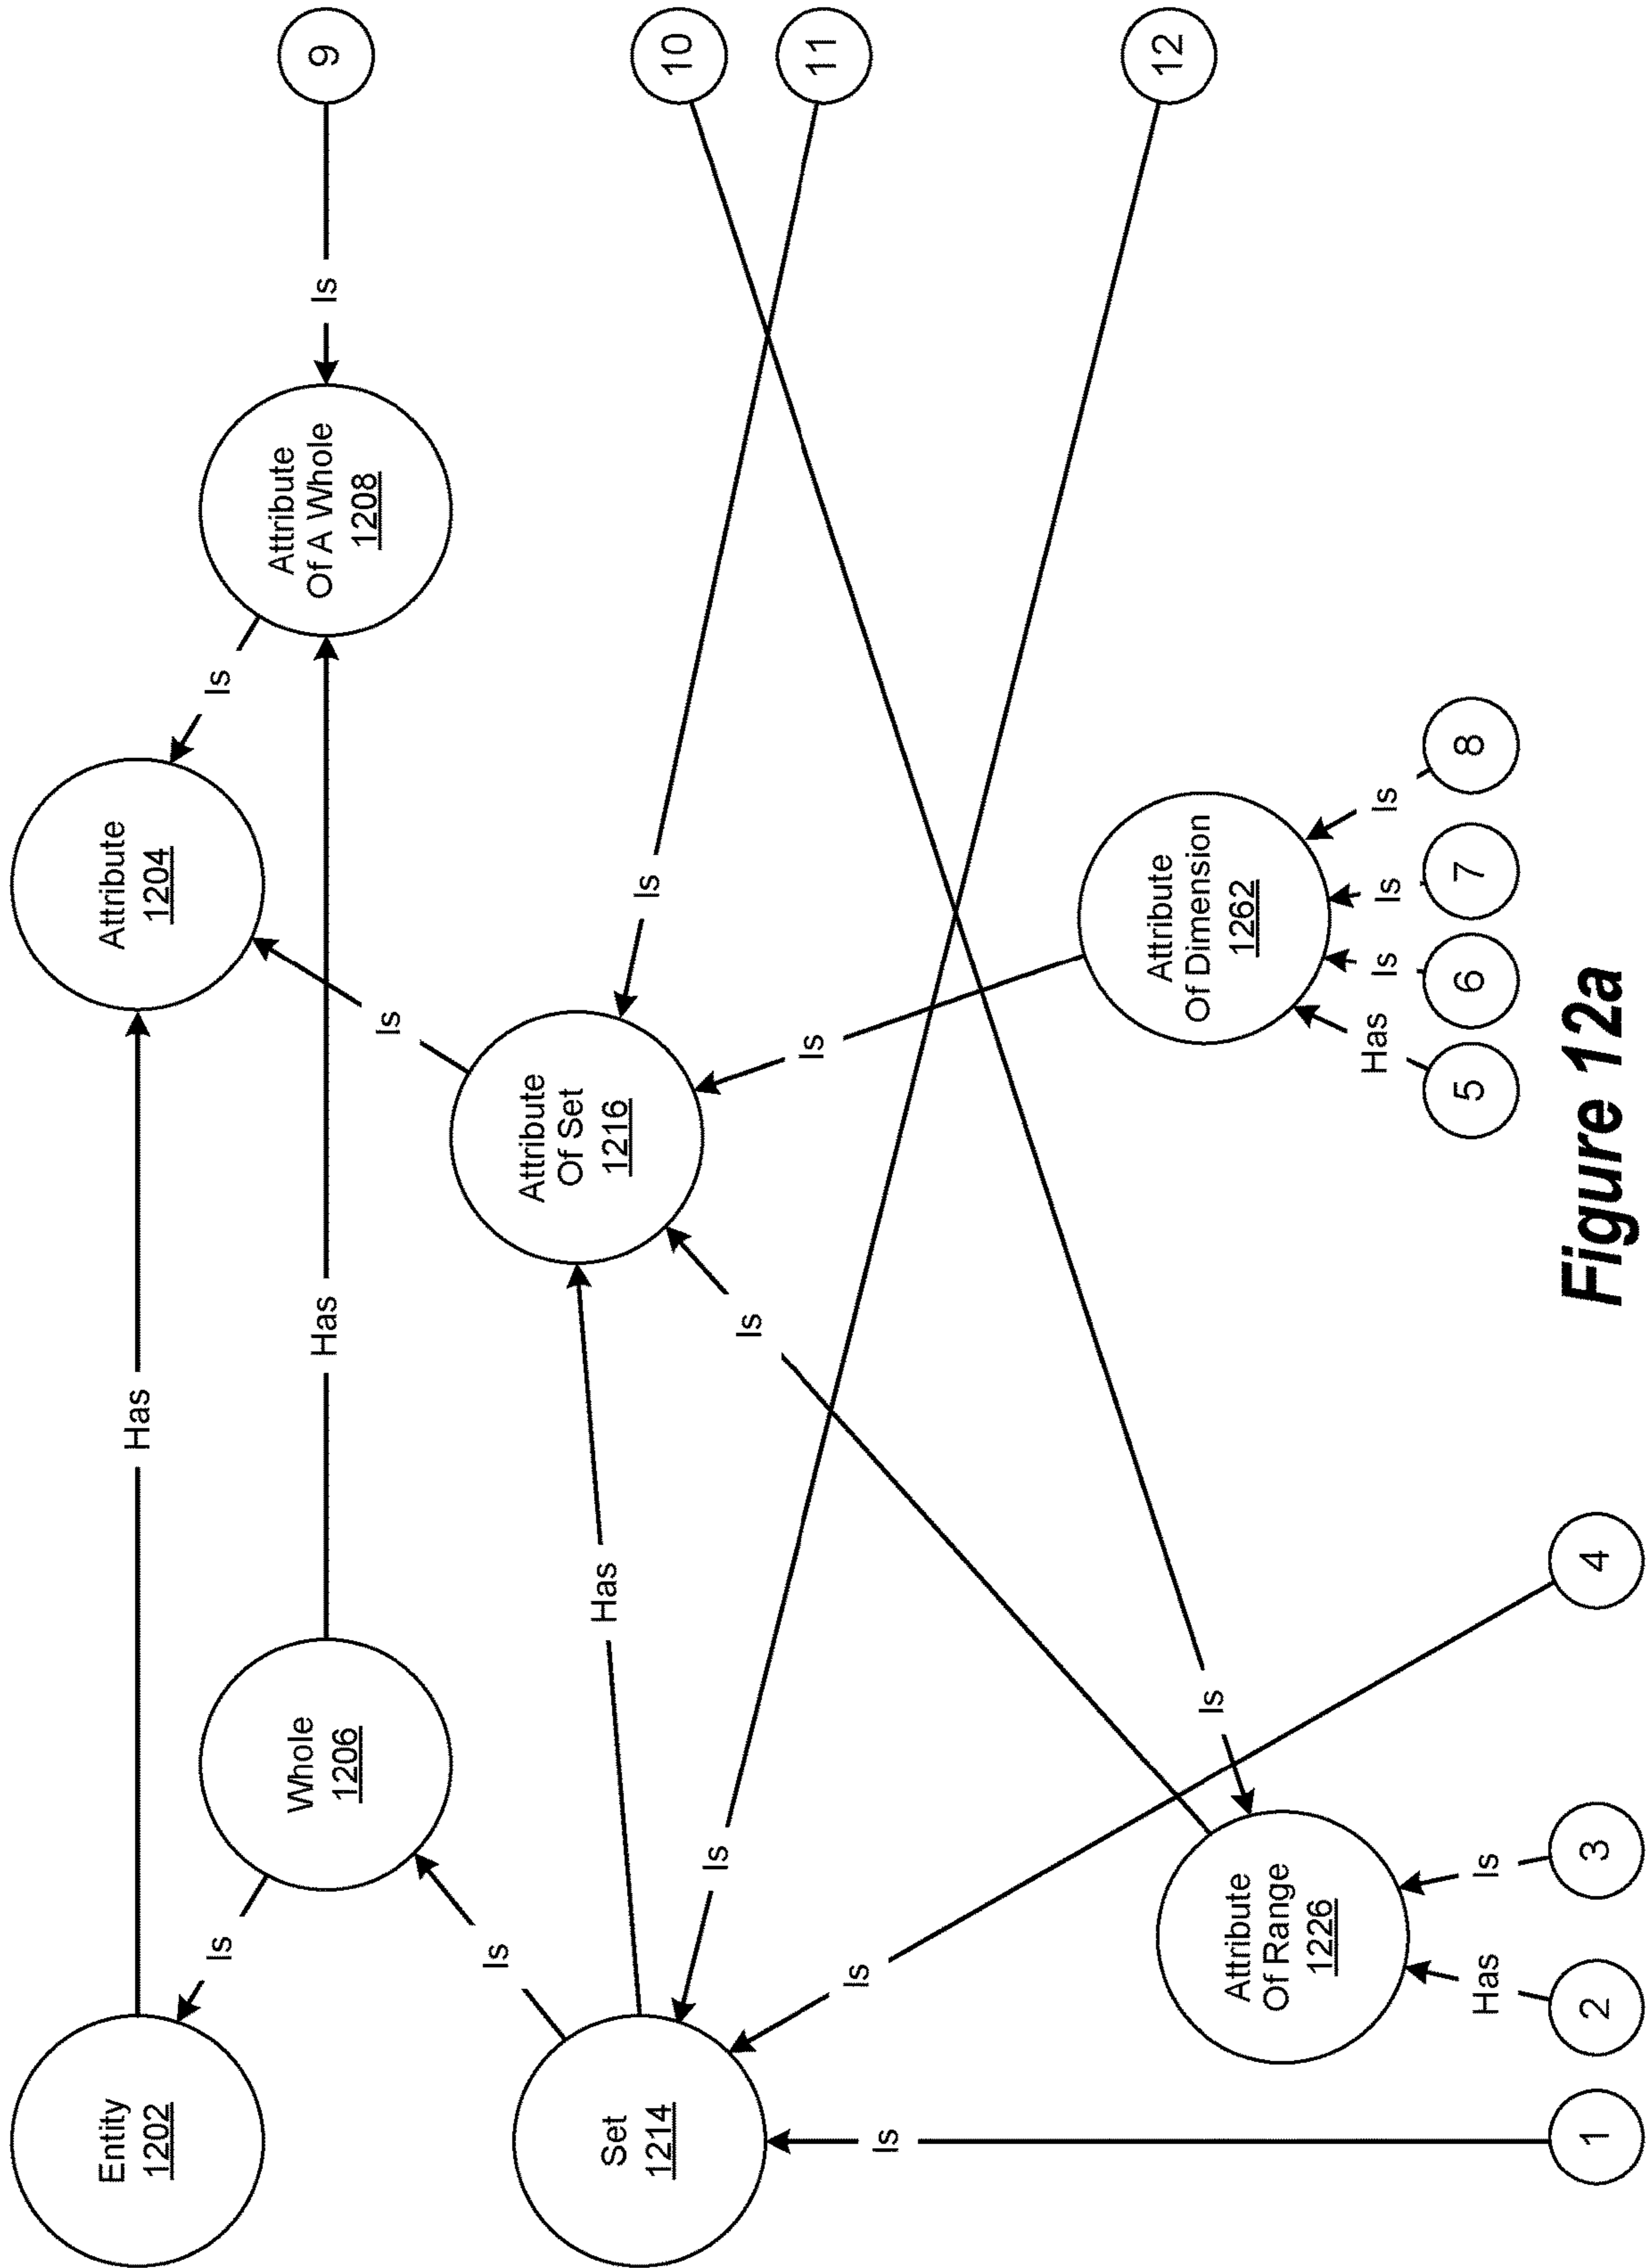 Entity
1202
Has
Attribute
1204
Is
Is
Whole
1206
Has
Attribute
Of A Whole
1208
Is
9
Is
Is
Set
1214
Has
Attribute
Of Set
1216
Is
10
Is
Is
Is
11
Is
Is
12
Is
Attribute
Of Dimension
1262
Attribute
Of Range
1226
Has
Is
Is
Is
5
6
7
8
Has
Is
1
2
3
4
Figure 12a